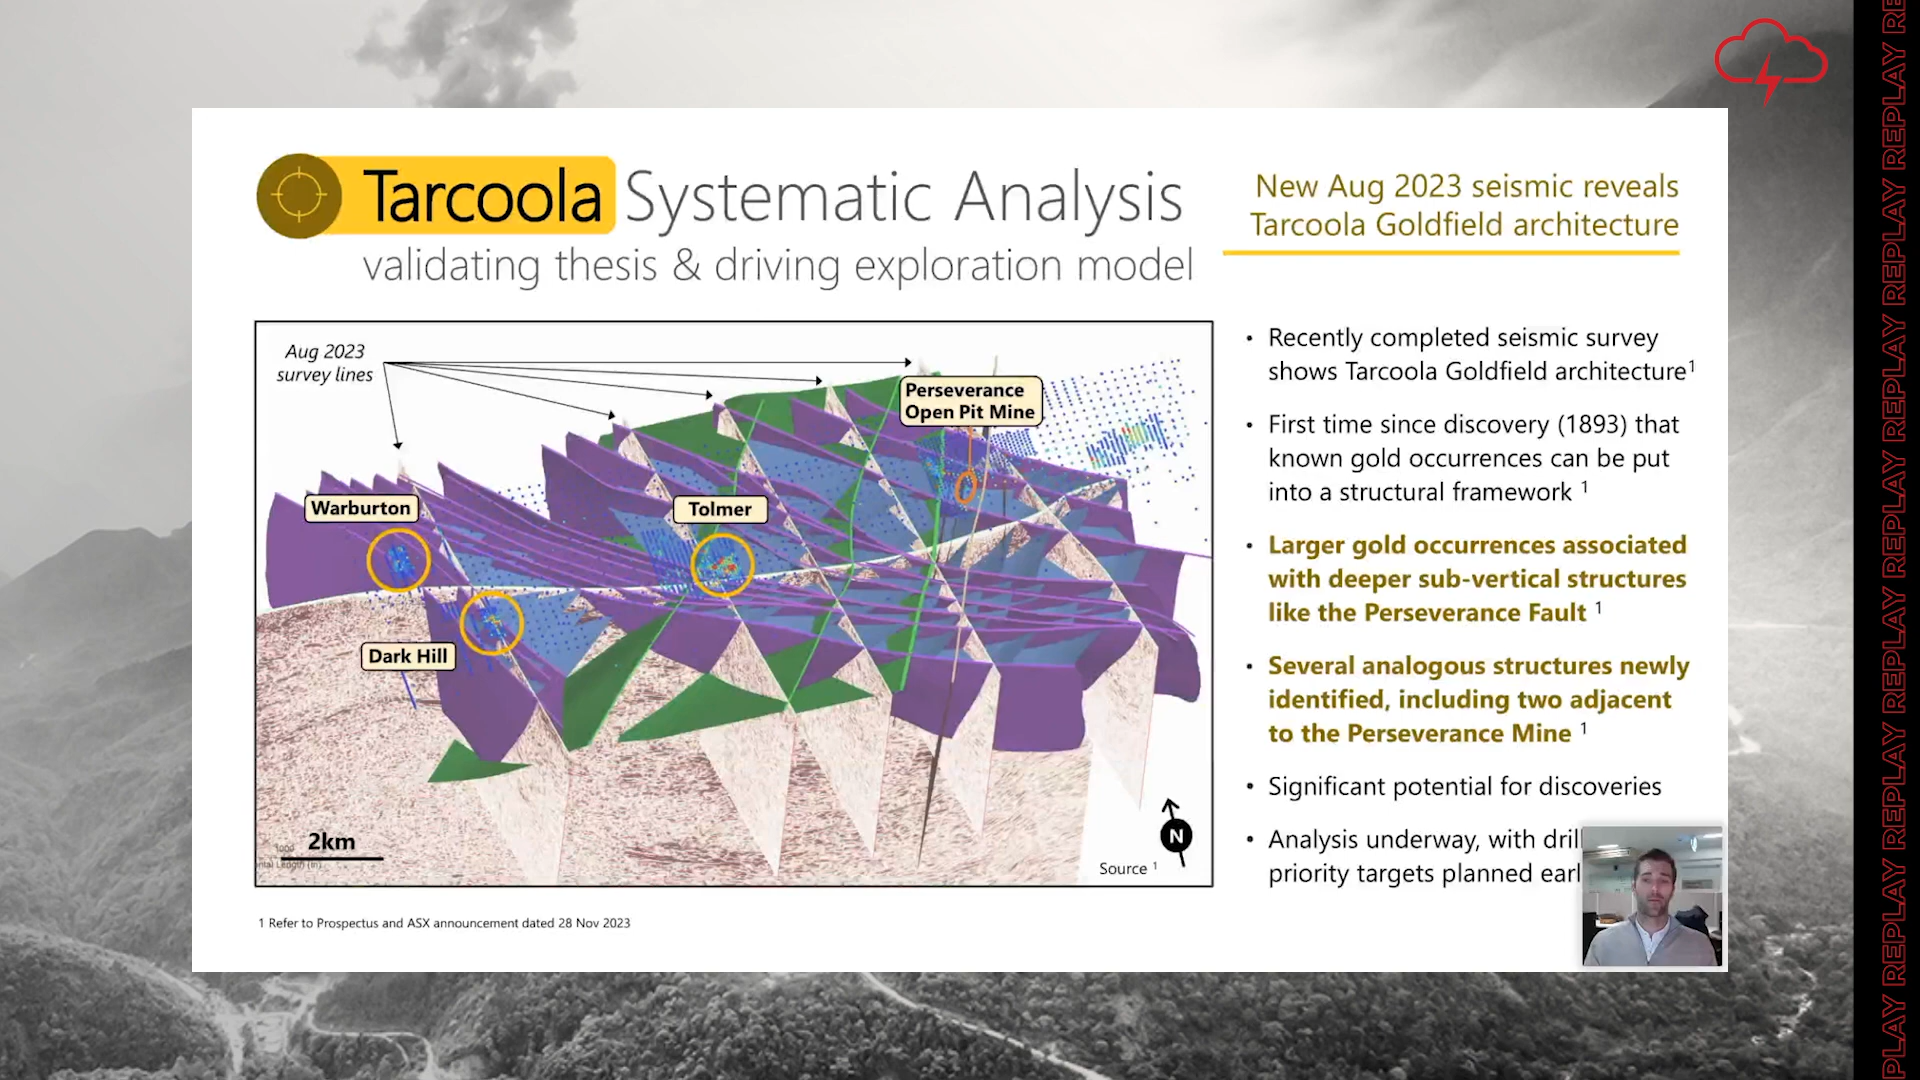 Tarcoola Systematic Analysis
validating thesis & driving exploration model
New Aug 2023 seismic reveals
Tarcoola Goldfield architecture
Aug 2023
survey lines
Perseverance
Open Pit Mine
Warburton
Tolmer
Dark Hill
2km
N
Source 1
• Recently completed seismic survey
shows Tarcoola Goldfield architecture1
• First time since discovery (1893) that
known gold occurrences can be put
into a structural framework 1
• Larger gold occurrences associated
with deeper sub-vertical structures
like the Perseverance Fault 1
• Several analogous structures newly
identified, including two adjacent
to the Perseverance Mine 1
• Significant potential for discoveries
• Analysis underway, with
priority targets planned
1 Refer to Prospectus and ASX announcement dated 28 Nov 2023
REPLAY REPLAY REPLAY REPLAY REPLAY REPLAY REPLAY REPLAY REPLAY